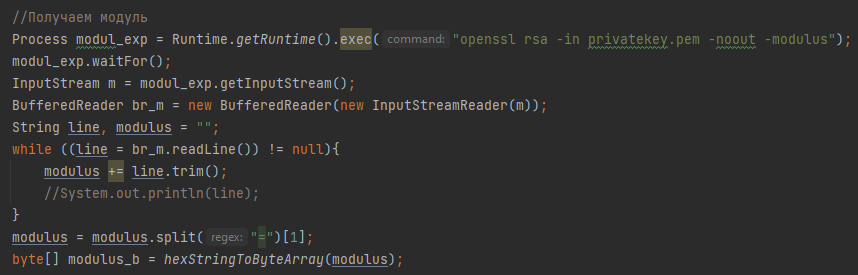 //Получаем модуль
Process modul_exp = Runtime.getRuntime().exec( command: "openssl rsa -in privatekey.pem -noout -modulus");
modul_exp.waitFor();
InputStream m = modul_exp.getInputStream();
BufferedReader br_m = new BufferedReader(new InputStreamReader(m));
String line, modulus = "";
while ((line = br_m.readLine()) != null){
    modulus += line.trim();
    //System.out.println(line);
}
modulus = modulus.split( regex: "=")[1];
byte[] modulus_b = hexStringToByteArray(modulus);